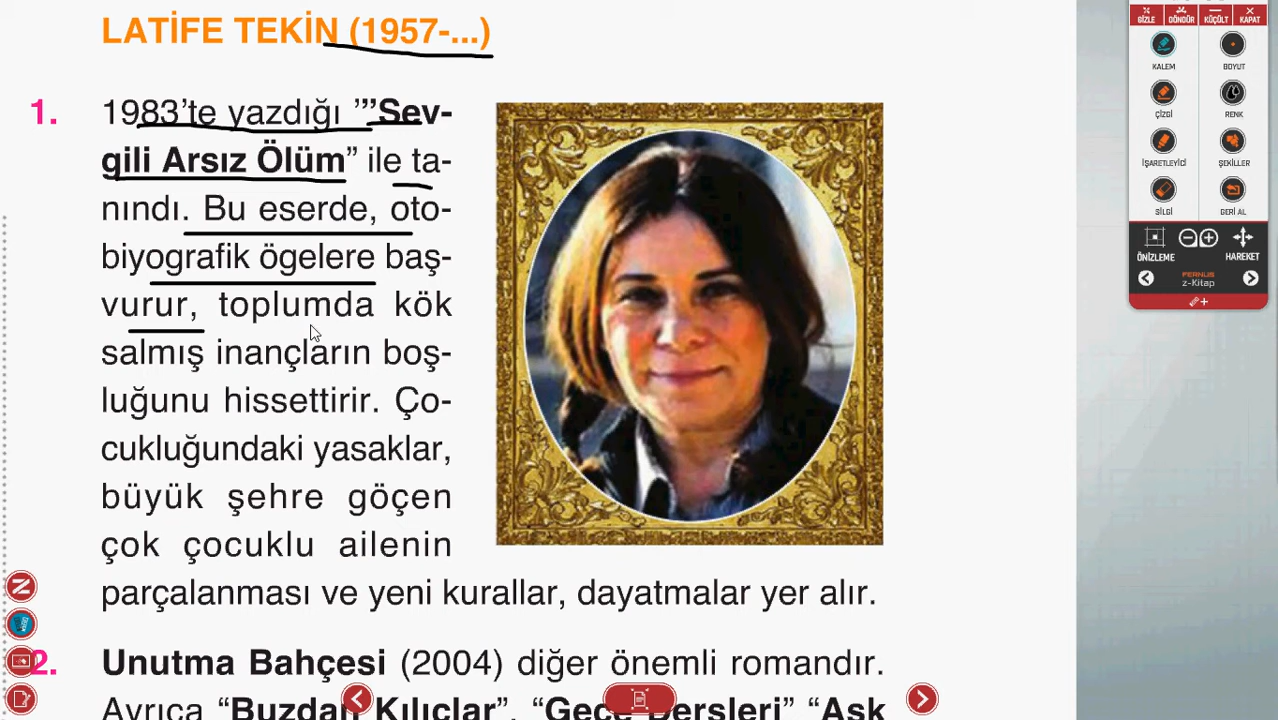 LATİFE TEKİN (1957-...)
1. 1983’te yazdığı ’”Sev-
gili Arsız Ölüm” ile ta-
nındı. Bu eserde, oto-
biyografik ögelere baş-
vurur, toplumda kök
salmış inançların boş-
luğunu hissettirir. Ço-
cukluğundaki yasaklar,
büyük şehre göçen
çok çocuklu ailenin
parçalanması ve yeni kurallar, dayatmalar yer alır.
2. Unutma Bahçesi (2004) diğer önemli romandır.
Ayrıca “Buzdan Kılıçlar”, “Gece Dersleri” “Aşk
GİZLE DÖNDÜR KÜÇÜLT KAPAT
KALEM BOYUT
ÇİZGİ RENK
İŞARETLEYİCİ ŞEKİLLER
SİLGİ GERİ AL
ÖNİZLEME HAREKET
FERNUS
z-Kitap